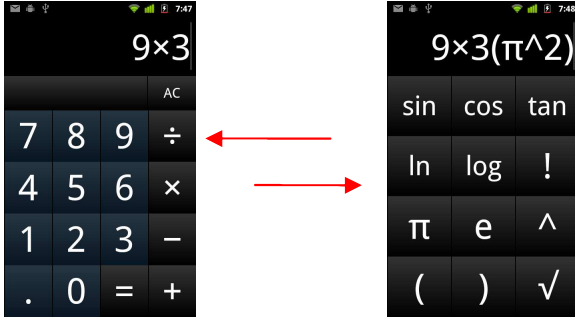 7:47
9×3
AC
7 8 9 ÷
4 5 6 ×
1 2 3 −
. 0 = +
7:48
9×3(π^2)
sin cos tan
ln log !
π e ^
( ) √